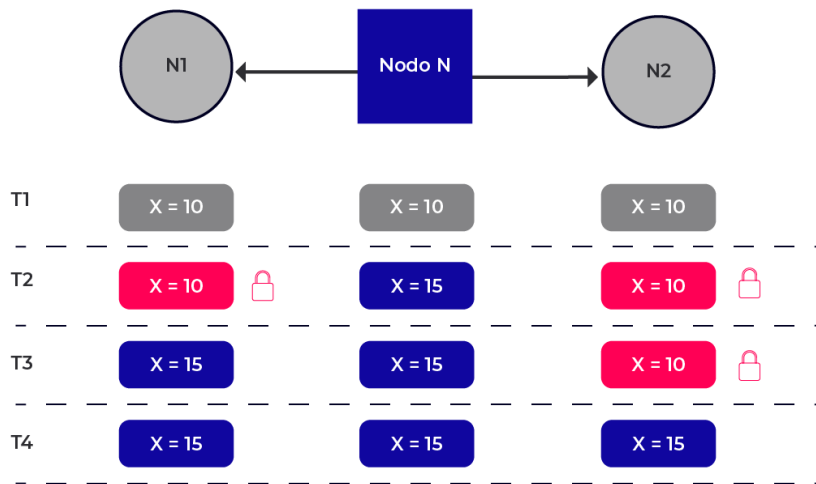 N1 Nodo N N2
T1 X = 10 X = 10 X = 10
T2 X = 10 X = 15 X = 10
T3 X = 15 X = 15 X = 10
T4 X = 15 X = 15 X = 15